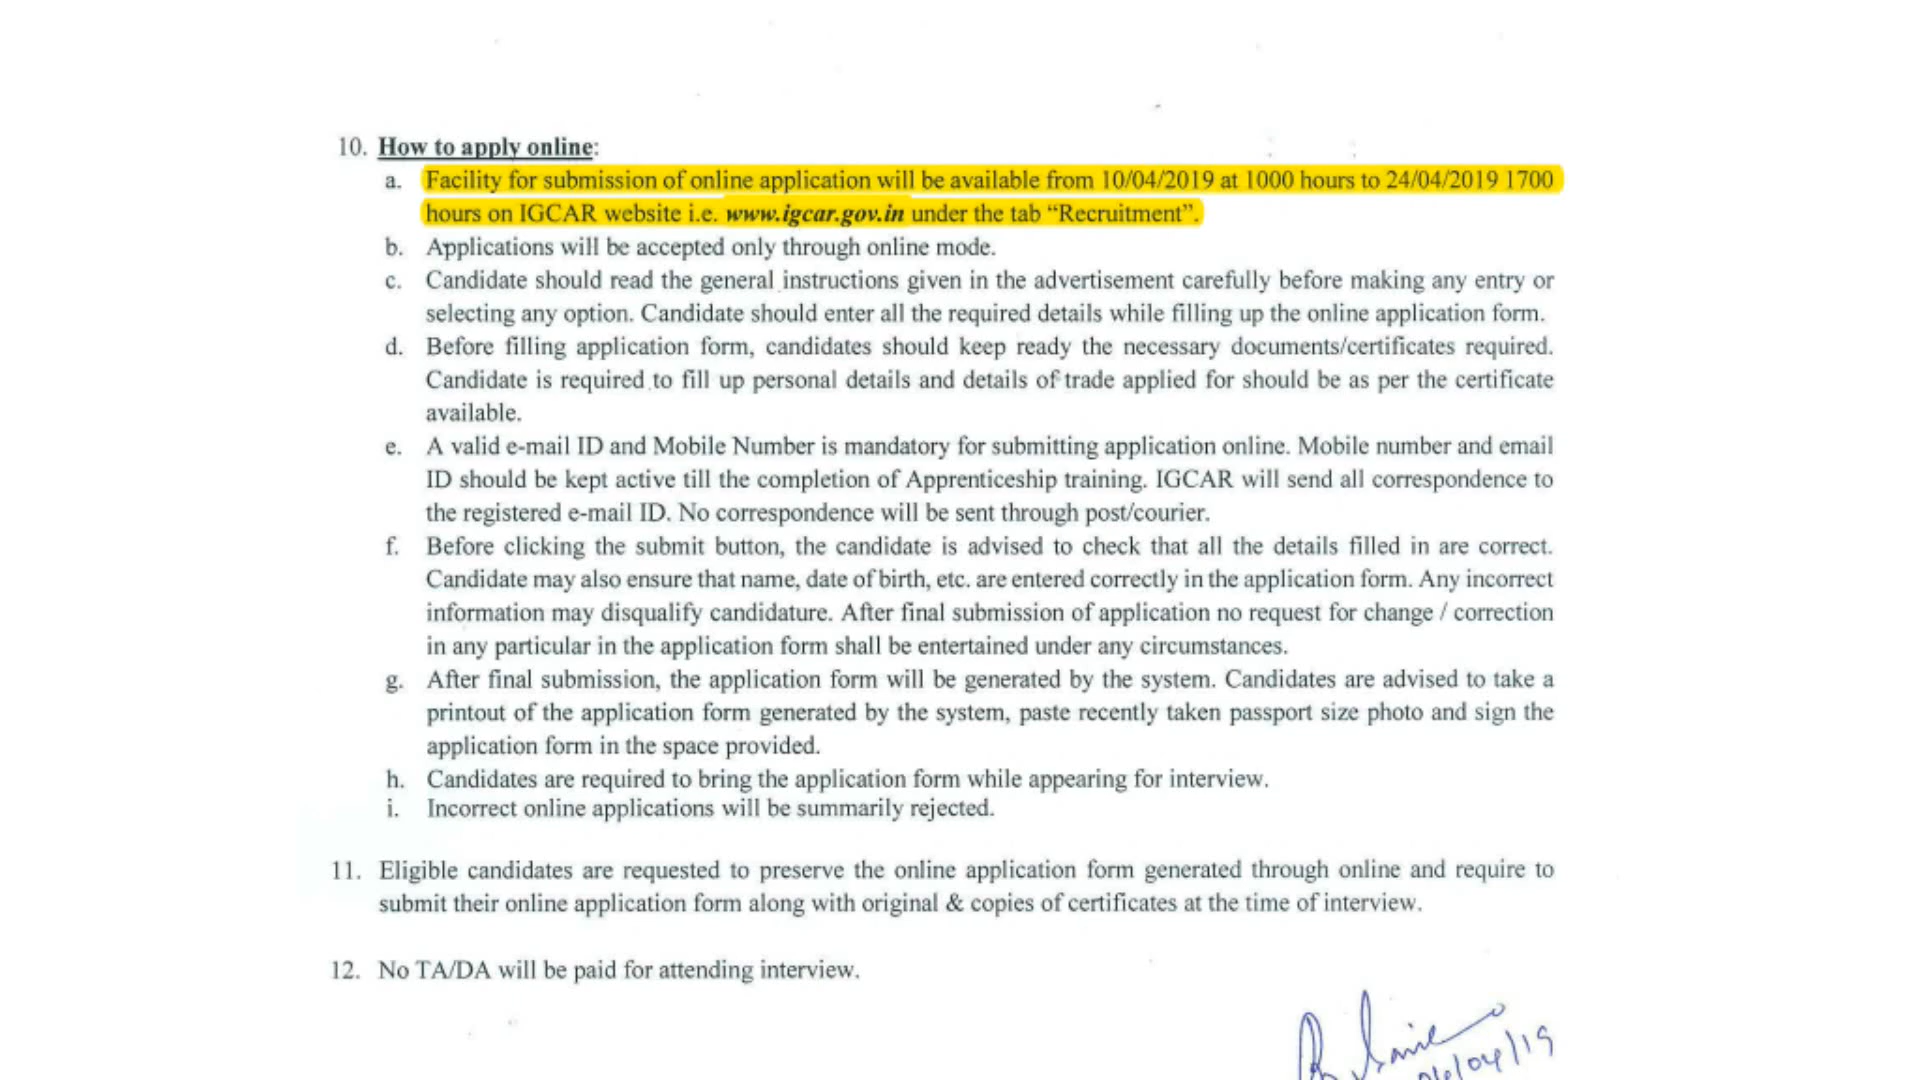 10. How to apply online:
a. Facility for submission of online application will be available from 10/04/2019 at 1000 hours to 24/04/2019 1700
hours on IGCAR website i.e. www.igcar.gov.in under the tab “Recruitment”.
b. Applications will be accepted only through online mode.
c. Candidate should read the general instructions given in the advertisement carefully before making any entry or
selecting any option. Candidate should enter all the required details while filling up the online application form.
d. Before filling application form, candidates should keep ready the necessary documents/certificates required.
Candidate is required to fill up personal details and details of trade applied for should be as per the certificate
available.
e. A valid e-mail ID and Mobile Number is mandatory for submitting application online. Mobile number and email
ID should be kept active till the completion of Apprenticeship training. IGCAR will send all correspondence to
the registered e-mail ID. No correspondence will be sent through post/courier.
f. Before clicking the submit button, the candidate is advised to check that all the details filled in are correct.
Candidate may also ensure that name, date of birth, etc. are entered correctly in the application form. Any incorrect
information may disqualify candidature. After final submission of application no request for change / correction
in any particular in the application form shall be entertained under any circumstances.
g. After final submission, the application form will be generated by the system. Candidates are advised to take a
printout of the application form generated by the system, paste recently taken passport size photo and sign the
application form in the space provided.
h. Candidates are required to bring the application form while appearing for interview.
i. Incorrect online applications will be summarily rejected.
11. Eligible candidates are requested to preserve the online application form generated through online and require to
submit their online application form along with original & copies of certificates at the time of interview.
12. No TA/DA will be paid for attending interview.